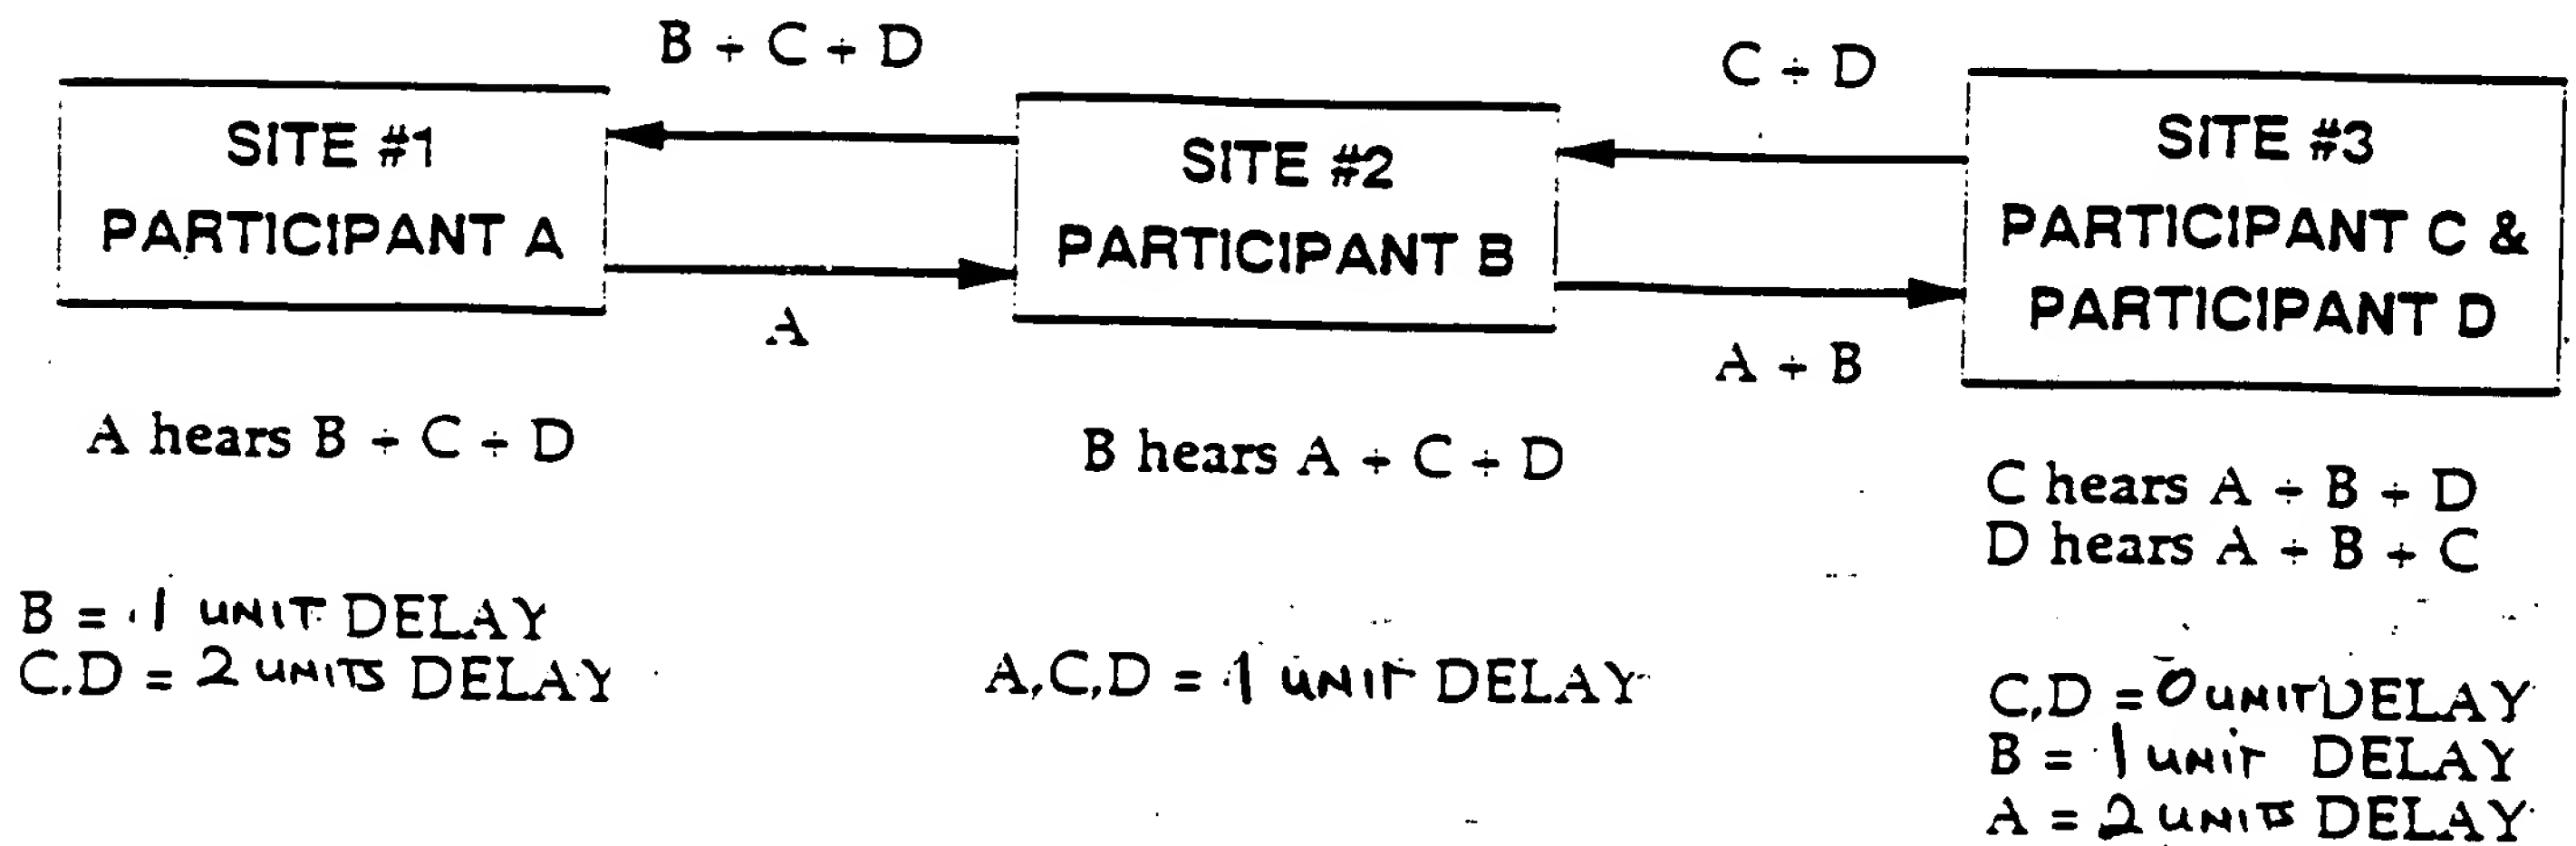 B + C + D
C + D
SITE #1
PARTICIPANT A
SITE #2
PARTICIPANT B
SITE #3
PARTICIPANT C &
PARTICIPANT D
A
A + B
A hears B + C + D
B hears A + C + D
C hears A + B + D
D hears A + B + C
B = 1 UNIT DELAY
C,D = 2 UNITS DELAY
A,C,D = 1 UNIT DELAY
C,D = 0 UNIT DELAY
B = 1 UNIT DELAY
A = 2 UNITS DELAY